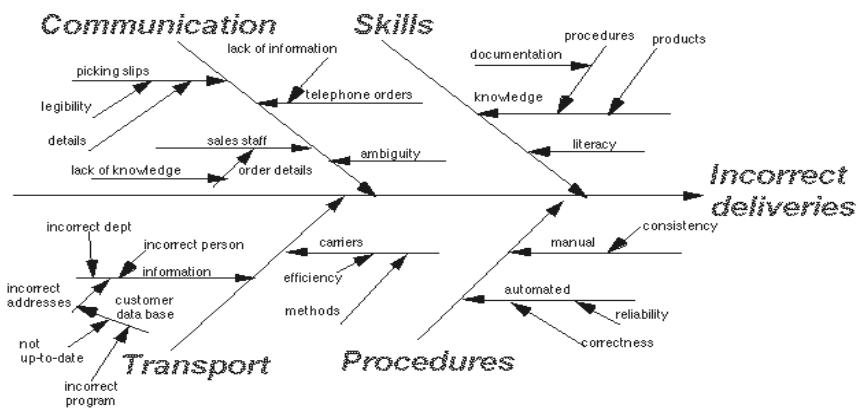 Communication
Skills
lack of information
procedures
products
documentation
picking slips
legibility
telephone orders
knowledge
details
sales staff
ambiguity
literacy
lack of knowledge
order details
Incorrect
deliveries
incorrect dept
incorrect person
information
carriers
manual
consistency
efficiency
incorrect
addresses
customer
data base
methods
automated
reliability
correctness
not
up-to-date
Transport
Procedures
incorrect
program